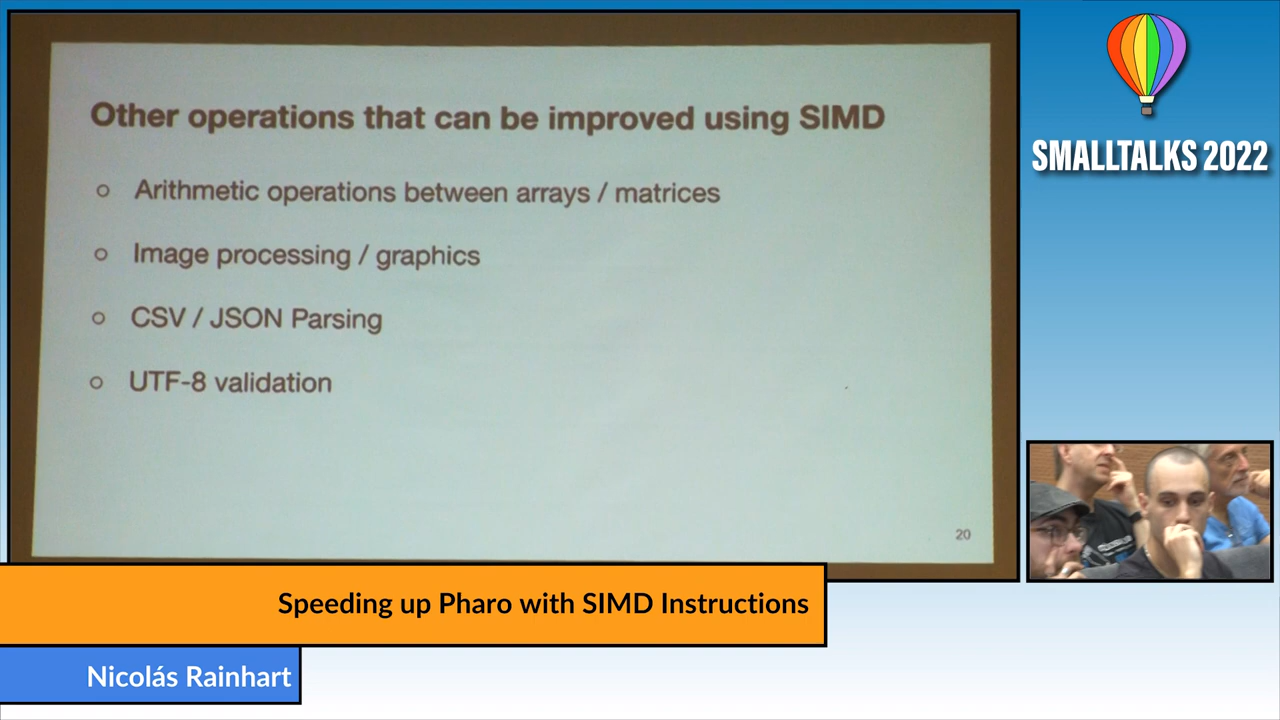 Other operations that can be improved using SIMD
Arithmetic operations between arrays / matrices
Image processing / graphics
CSV / JSON Parsing
UTF-8 validation
20
SMALLTALKS 2022
Speeding up Pharo with SIMD Instructions
Nicolás Rainhart